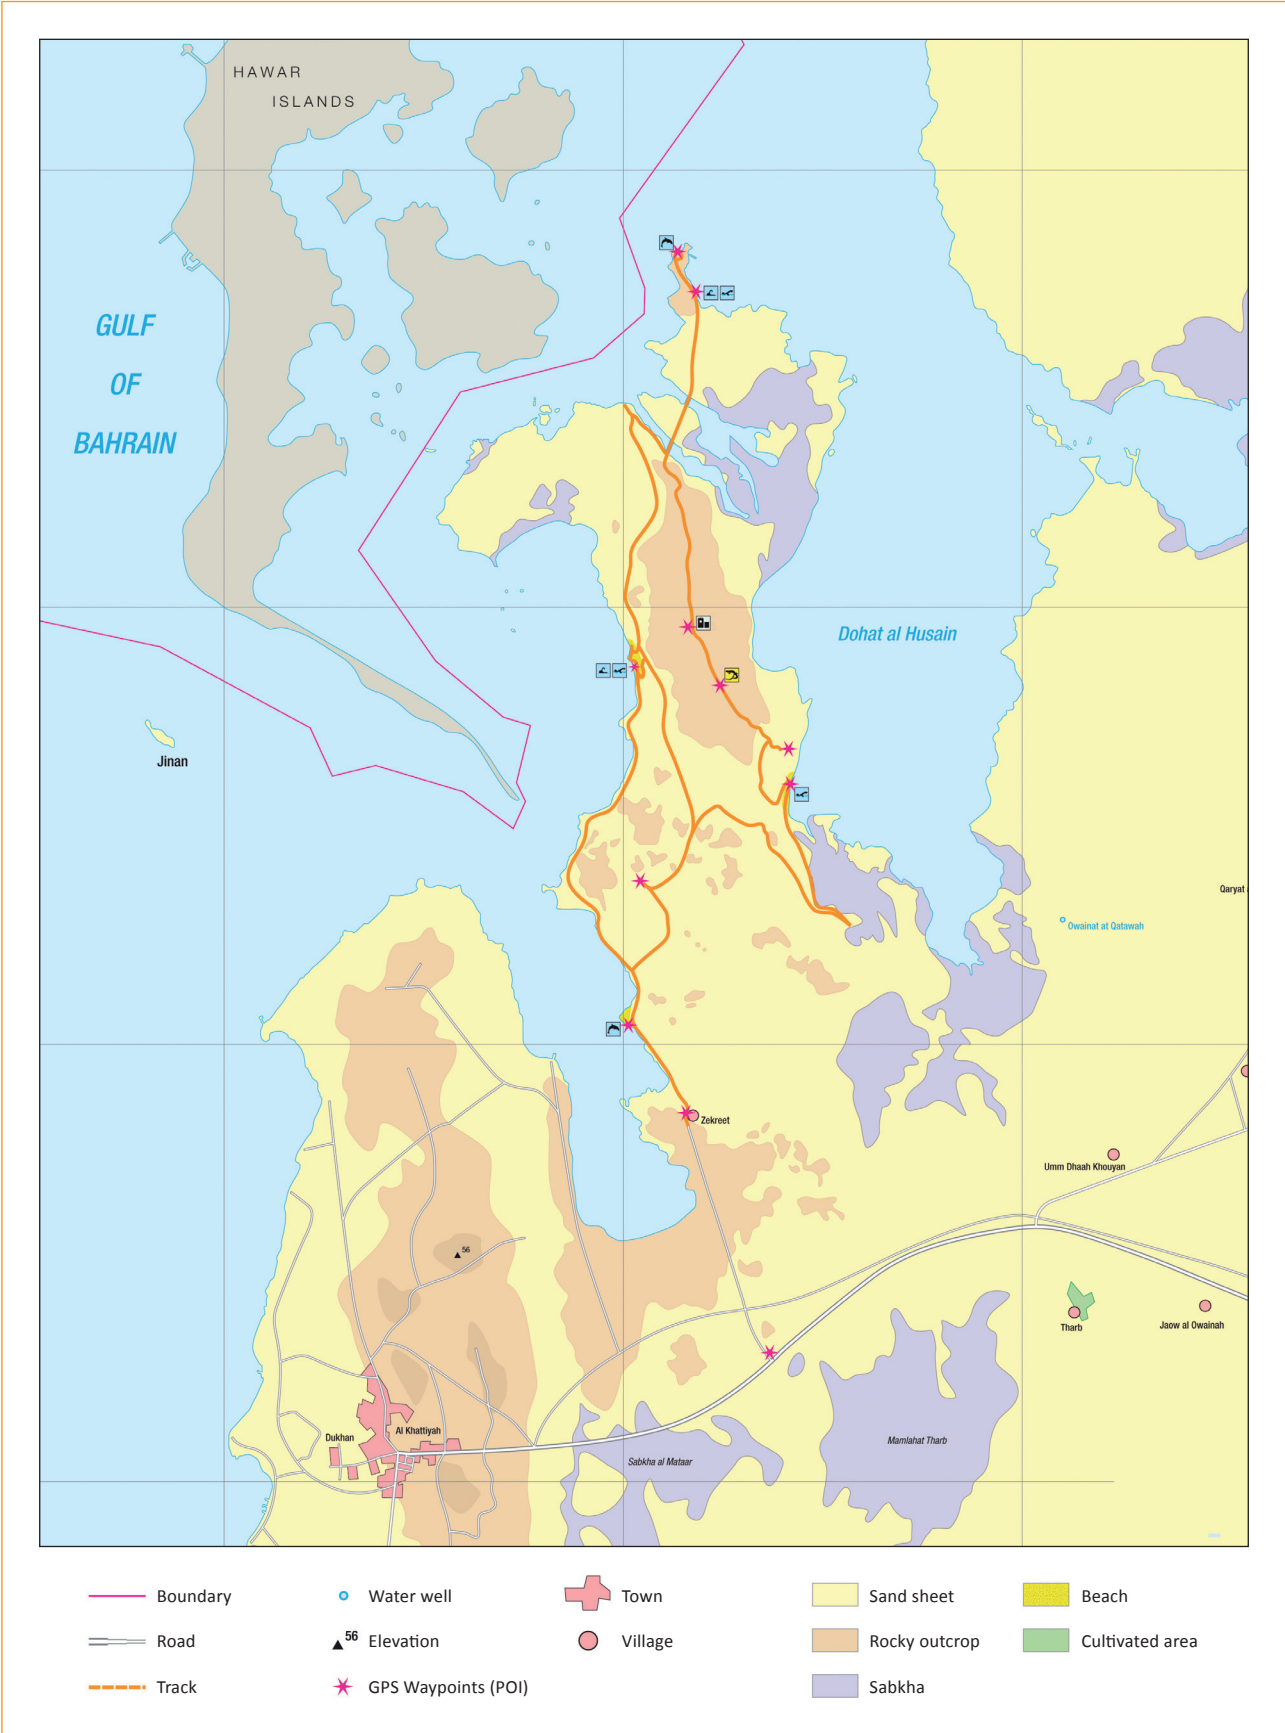 HAWAR
ISLANDS
GULF
OF
BAHRAIN
Dohat al Husain
Jinan
Qaryat
Owainat at Qatawah
Zekreet
Umm Dhaah Khouyan
56
Tharb
Jaow al Owainah
Dukhan
Al Khattiyah
Sabkha al Mataar
Mamlahat Tharb
Boundary
Water well
Town
Sand sheet
Beach
Road
56
Elevation
Village
Rocky outcrop
Cultivated area
Track
GPS Waypoints (POI)
Sabkha